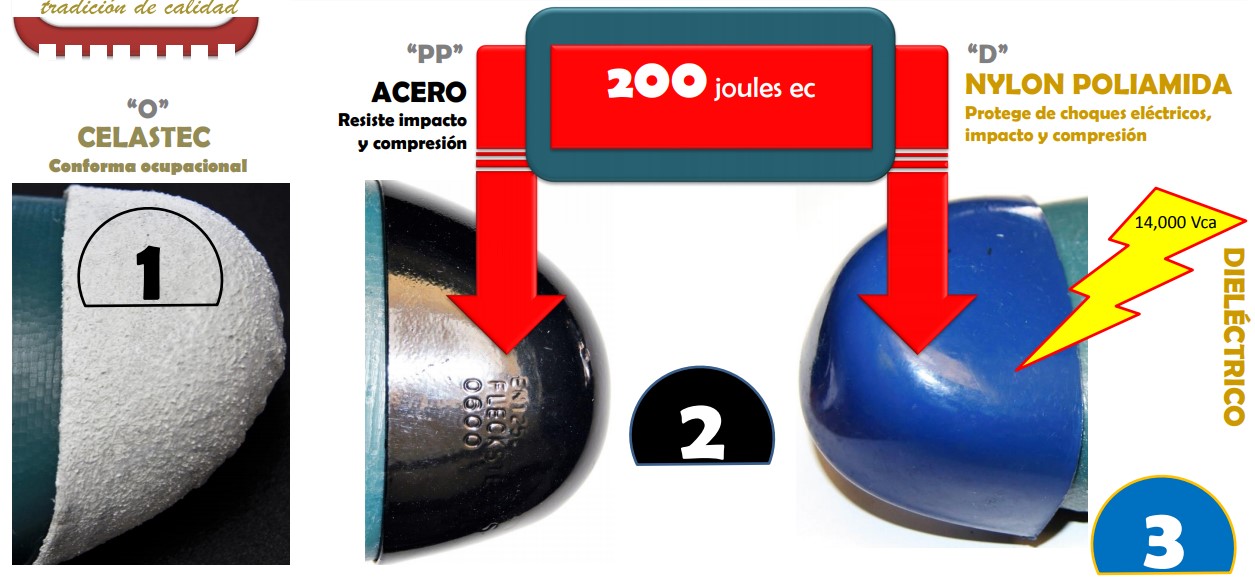 tradición de calidad
"O"
CELASTEC
Conforma ocupacional
1
"PP"
ACERO
Resiste impacto
y compresión
200 joules ec
"D"
NYLON POLIAMIDA
Protege de choques eléctricos,
impacto y compresión
14,000 Vca
DIELÉCTRICO
0600
2
3